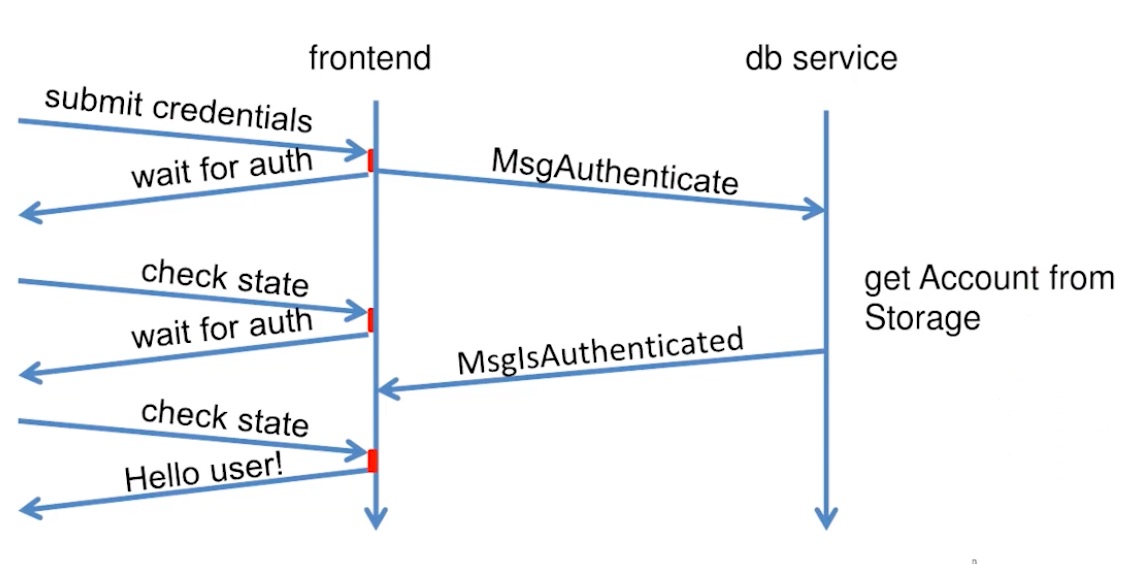 frontend
db service
submit credentials
wait for auth
MsgAuthenticate
check state
get Account from
Storage
wait for auth
MsgIsAuthenticated
check state
Hello user!